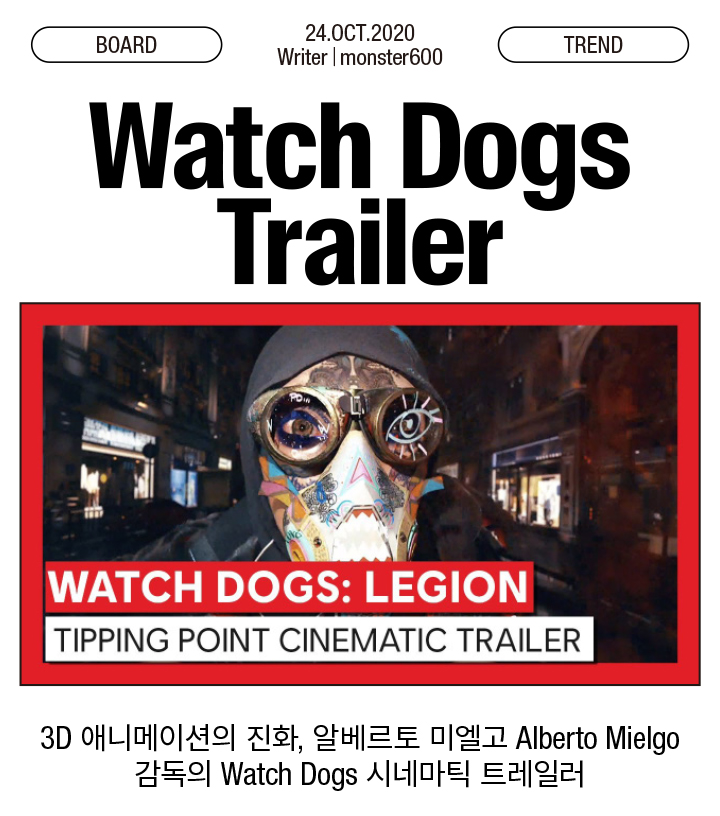 BOARD
24.OCT.2020
Writer | monster600
TREND
Watch Dogs
Trailer
WATCH DOGS: LEGION
TIPPING POINT CINEMATIC TRAILER
3D 애니메이션의 진화, 알베르토 미엘고 Alberto Mielgo
감독의 Watch Dogs 시네마틱 트레일러